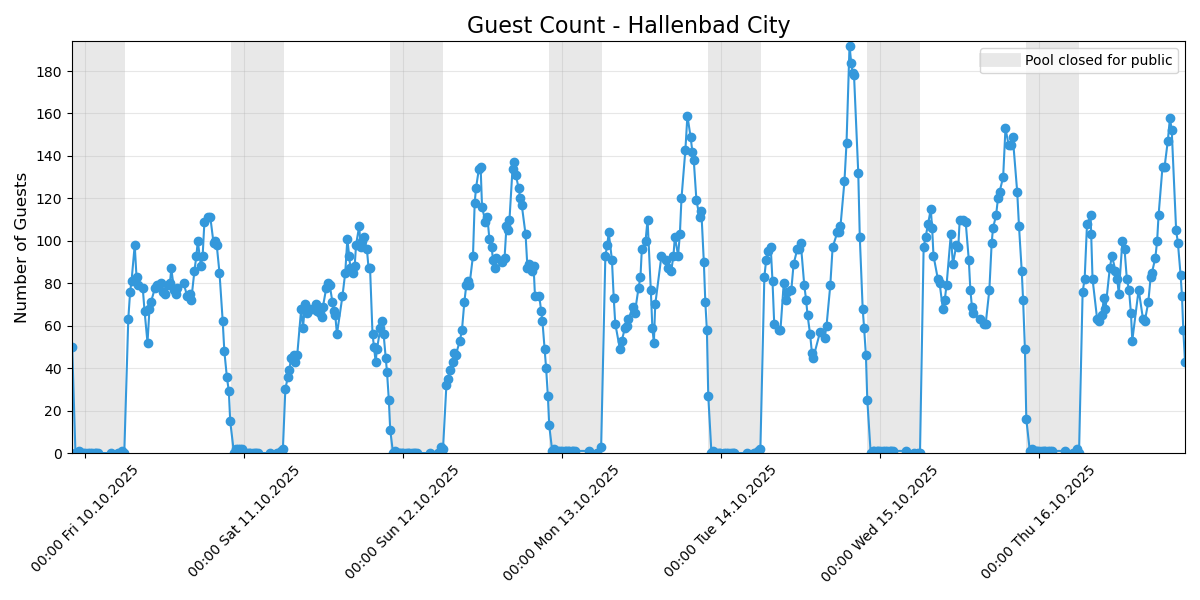 Guest Count - Hallenbad City
Pool closed for public
Number of Guests
180
160
140
120
100
80
60
40
20
0
00:00 Fri 10.10.2025
00:00 Sat 11.10.2025
00:00 Sun 12.10.2025
00:00 Mon 13.10.2025
00:00 Tue 14.10.2025
00:00 Wed 15.10.2025
00:00 Thu 16.10.2025